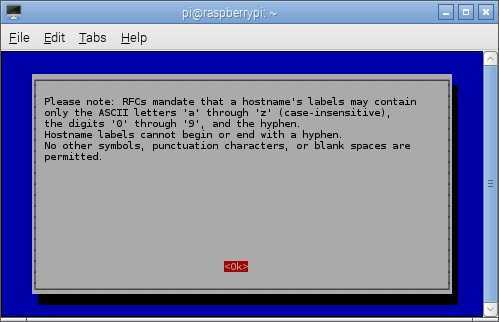 pi@raspberrypi: ~
File Edit Tabs Help
Please note: RFCs mandate that a hostname's labels may contain
only the ASCII letters 'a' through 'z' (case-insensitive),
the digits '0' through '9', and the hyphen.
Hostname labels cannot begin or end with a hyphen.
No other symbols, punctuation characters, or blank spaces are
permitted.
<Ok>